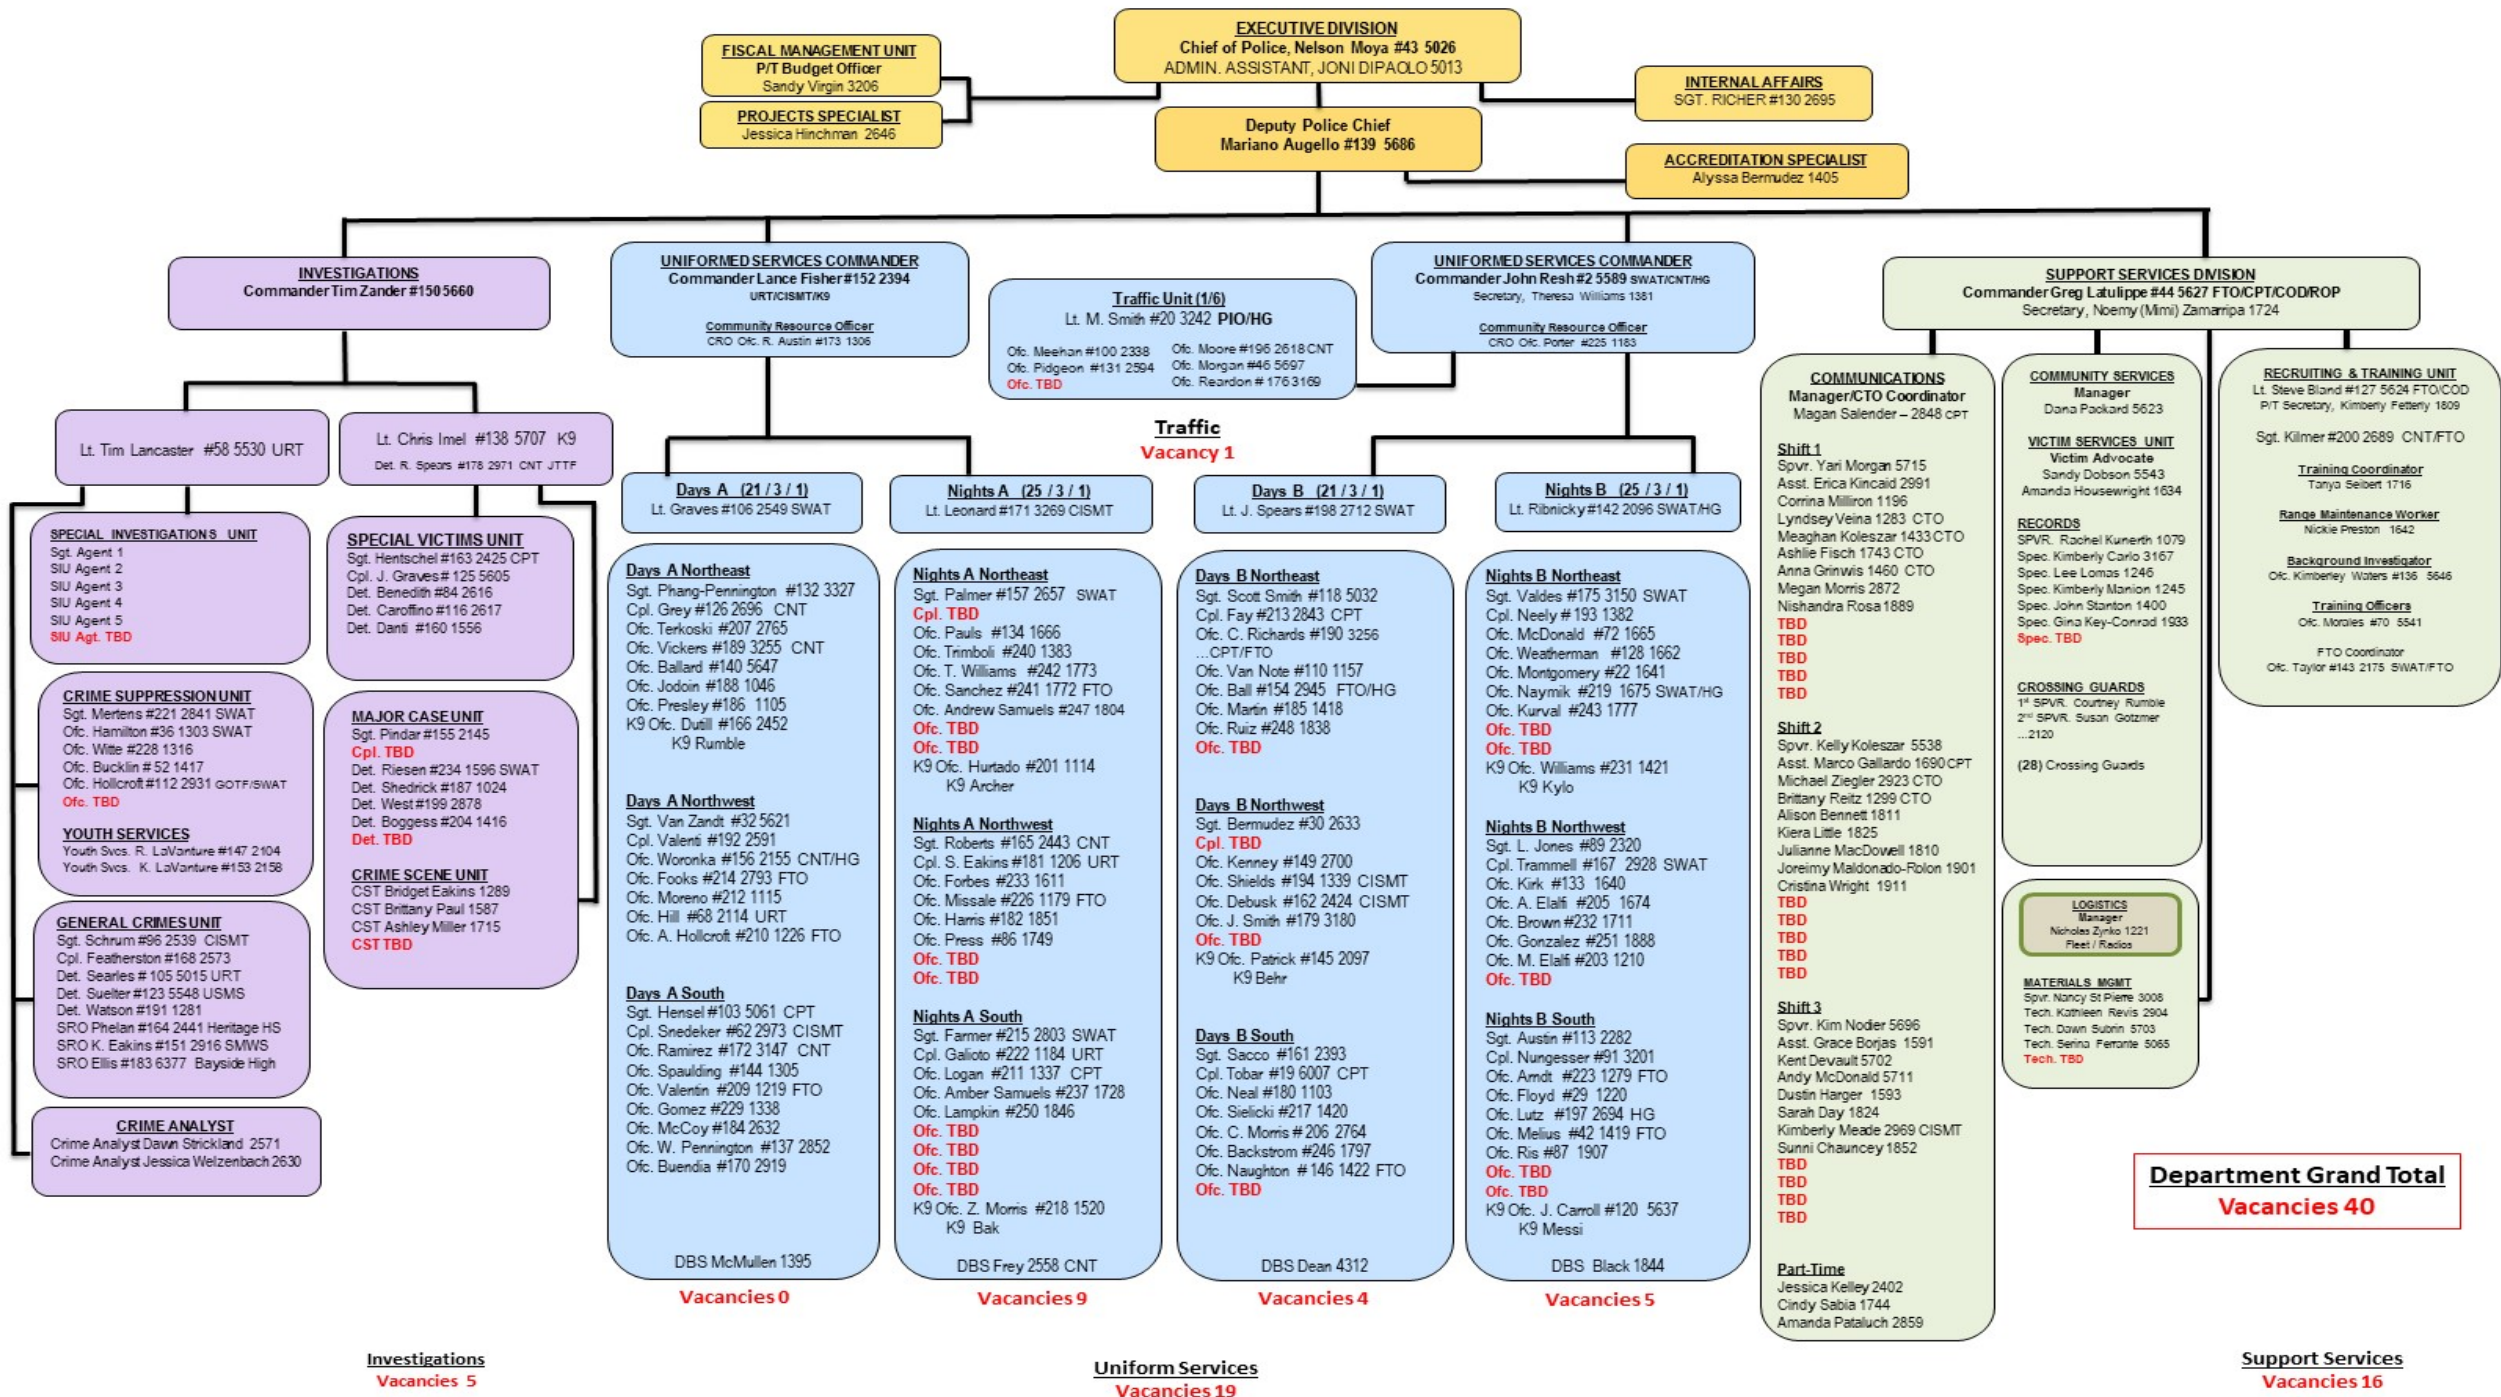 EXECUTIVE DIVISION
Chief of Police, Nelson Moya #43 5026
ADMIN. ASSISTANT, JONI DIPAOLO 5013
FISCAL MANAGEMENT UNIT
P/T Budget Officer
Sandy Virgin 3206
PROJECTS SPECIALIST
Jessica Hinchman 2646
INTERNAL AFFAIRS
SGT. RICHER #130 2695
Deputy Police Chief
Mariano Augello #139 5686
ACCREDITATION SPECIALIST
Alyssa Bermudez 1405
INVESTIGATIONS
Commander Tim Zander #150 5660
UNIFORMED SERVICES COMMANDER
Commander Lance Fisher #152 2394
URT/CISMT/K9
Community Resource Officer
CRO Ofc. R. Austin #173 1306
Traffic Unit (1/6)
Lt. M. Smith #20 3242 PIO/HG
Ofc. Meehan #100 2338
Ofc. Pidgeon #131 2594
Ofc. TBD
Ofc. Moore #196 2618 CNT
Ofc. Morgan #46 5697
Ofc. Reardon # 176 3169
Traffic
Vacancy 1
UNIFORMED SERVICES COMMANDER
Commander John Resh #2 5589 SWAT/CNT/HG
Secretary, Theresa Williams 1381
Community Resource Officer
CRO Ofc. Porter #225 1183
SUPPORT SERVICES DIVISION
Commander Greg Latulippe #44 5627 FTO/CPT/COD/ROP
Secretary, Noemy (Mimi) Zamarripa 1724
Lt. Tim Lancaster #58 5530 URT
Lt. Chris Imel #138 5707 K9
Det. R. Spears #178 2971 CNT JTTF
SPECIAL INVESTIGATIONS UNIT
Sgt. Agent 1
SIU Agent 2
SIU Agent 3
SIU Agent 4
SIU Agent 5
SIU Agt. TBD
CRIME SUPPRESSION UNIT
Sgt. Mertens #221 2841 SWAT
Ofc. Hamilton #36 1303 SWAT
Ofc. Witte #228 1316
Ofc. Bucklin # 52 1417
Ofc. Hollcroft #112 2931 GOTF/SWAT
Ofc. TBD
YOUTH SERVICES
Youth Svcs. R. LaVanture #147 2104
Youth Svcs. K. LaVanture #153 2158
GENERAL CRIMES UNIT
Sgt. Schrum #96 2539 CISMT
Cpl. Featherston #168 2573
Det. Searles # 105 5015 URT
Det. Suelter #123 5548 USMS
Det. Watson #191 1281
SRO Phelan #164 2441 Heritage HS
SRO K. Eakins #151 2916 SMWS
SRO Ellis #183 6377 Bayside High
CRIME ANALYST
Crime Analyst Dawn Strickland 2571
Crime Analyst Jessica Welzenbach 2630
SPECIAL VICTIMS UNIT
Sgt. Hentschel #163 2425 CPT
Cpl. J. Graves # 125 5605
Det. Benedith #84 2616
Det. Caroffino #116 2617
Det. Danti #160 1556
MAJOR CASE UNIT
Sgt. Pindar #155 2145
Cpl. TBD
Det. Riesen #234 1596 SWAT
Det. Shedrick #187 1024
Det. West #199 2878
Det. Boggess #204 1416
Det. TBD
CRIME SCENE UNIT
CST Bridget Eakins 1289
CST Brittany Paul 1587
CST Ashley Miller 1715
CST TBD
Days A (21 / 3 / 1)
Lt. Graves #106 2549 SWAT
Days A Northeast
Sgt. Phang-Pennington #132 3327
Cpl. Grey #126 2696 CNT
Ofc. Terkoski #207 2765
Ofc. Vickers #189 3255 CNT
Ofc. Ballard #140 5647
Ofc. Jodoin #188 1046
Ofc. Presley #186 1105
K9 Ofc. Dutill #166 2452
K9 Rumble
Days A Northwest
Sgt. Van Zandt #32 5621
Cpl. Valenti #192 2591
Ofc. Woronka #156 2155 CNT/HG
Ofc. Fooks #214 2793 FTO
Ofc. Moreno #212 1115
Ofc. Hill #68 2114 URT
Ofc. A. Hollcroft #210 1226 FTO
Days A South
Sgt. Hensel #103 5061 CPT
Cpl. Snedeker #62 2973 CISMT
Ofc. Ramirez #172 3147 CNT
Ofc. Spaulding #144 1305
Ofc. Valentin #209 1219 FTO
Ofc. Gomez #229 1338
Ofc. McCoy #184 2632
Ofc. W. Pennington #137 2852
Ofc. Buendia #170 2919
DBS McMullen 1395
Vacancies 0
Nights A (25 / 3 / 1)
Lt. Leonard #171 3269 CISMT
Nights A Northeast
Sgt. Palmer #157 2657 SWAT
Cpl. TBD
Ofc. Pauls #134 1666
Ofc. Trimboli #240 1383
Ofc. T. Williams #242 1773
Ofc. Sanchez #241 1772 FTO
Ofc. Andrew Samuels #247 1804
Ofc. TBD
Ofc. TBD
K9 Ofc. Hurtado #201 1114
K9 Archer
Nights A Northwest
Sgt. Roberts #165 2443 CNT
Cpl. S. Eakins #181 1206 URT
Ofc. Forbes #233 1611
Ofc. Missale #226 1179 FTO
Ofc. Harris #182 1851
Ofc. Press #86 1749
Ofc. TBD
Ofc. TBD
Nights A South
Sgt. Farmer #215 2803 SWAT
Cpl. Galioto #222 1184 URT
Ofc. Logan #211 1337 CPT
Ofc. Amber Samuels #237 1728
Ofc. Lampkin #250 1846
Ofc. TBD
Ofc. TBD
Ofc. TBD
Ofc. TBD
K9 Ofc. Z. Morris #218 1520
K9 Bak
DBS Frey 2558 CNT
Vacancies 9
Days B (21 / 3 / 1)
Lt. J. Spears #198 2712 SWAT
Days B Northeast
Sgt. Scott Smith #118 5032
Cpl. Fay #213 2843 CPT
Ofc. C. Richards #190 3256
...CPT/FTO
Ofc. Van Note #110 1157
Ofc. Ball #154 2945 FTO/HG
Ofc. Martin #185 1418
Ofc. Ruiz #248 1838
Ofc. TBD
Days B Northwest
Sgt. Bermudez #30 2633
Cpl. TBD
Ofc. Kenney #149 2700
Ofc. Shields #194 1339 CISMT
Ofc. Debusk #162 2424 CISMT
Ofc. J. Smith #179 3180
Ofc. TBD
K9 Ofc. Patrick #145 2097
K9 Behr
Days B South
Sgt. Sacco #161 2393
Cpl. Tobar #19 6007 CPT
Ofc. Neal #180 1103
Ofc. Sielicki #217 1420
Ofc. C. Morris # 206 2764
Ofc. Backstrom #246 1797
Ofc. Naughton # 146 1422 FTO
Ofc. TBD
DBS Dean 4312
Vacancies 4
Nights B (25 / 3 / 1)
Lt. Ribnicky #142 2096 SWAT/HG
Nights B Northeast
Sgt. Valdes #175 3150 SWAT
Cpl. Neely # 193 1382
Ofc. McDonald #72 1665
Ofc. Weatherman #128 1662
Ofc. Montgomery #22 1641
Ofc. Naymik #219 1675 SWAT/HG
Ofc. Kurval #243 1777
Ofc. TBD
Ofc. TBD
K9 Ofc. Williams #231 1421
K9 Kylo
Nights B Northwest
Sgt. L. Jones #89 2320
Cpl. Trammell #167 2928 SWAT
Ofc. Kirk #133 1640
Ofc. A. Elalfi #205 1674
Ofc. Brown #232 1711
Ofc. Gonzalez #251 1888
Ofc. M. Elalfi #203 1210
Ofc. TBD
Nights B South
Sgt. Austin #113 2282
Cpl. Nungesser #91 3201
Ofc. Arndt #223 1279 FTO
Ofc. Floyd #29 1220
Ofc. Lutz #197 2694 HG
Ofc. Melius #42 1419 FTO
Ofc. Ris #87 1907
Ofc. TBD
Ofc. TBD
K9 Ofc. J. Carroll #120 5637
K9 Messi
DBS Black 1844
Vacancies 5
COMMUNICATIONS
Manager/CTO Coordinator
Magan Salender – 2848 CPT
Shift 1
Spvr. Yari Morgan 5715
Asst. Erica Kincaid 2991
Corrina Milliron 1196
Lyndsey Veina 1283 CTO
Meaghan Koleszar 1433 CTO
Ashlie Fisch 1743 CTO
Anna Grinwis 1460 CTO
Megan Morris 2872
Nishandra Rosa 1889
TBD
TBD
TBD
TBD
TBD
Shift 2
Spvr. Kelly Koleszar 5538
Asst. Marco Gallardo 1690 CPT
Michael Ziegler 2923 CTO
Brittany Reitz 1299 CTO
Alison Bennett 1811
Kiera Little 1825
Julianne MacDowell 1810
Joreimy Maldonado-Rolon 1901
Cristina Wright 1911
TBD
TBD
TBD
TBD
TBD
Shift 3
Spvr. Kim Nodier 5696
Asst. Grace Borjas 1591
Kent Devault 5702
Andy McDonald 5711
Dustin Harger 1593
Sarah Day 1824
Kimberly Meade 2969 CISMT
Sunni Chauncey 1852
TBD
TBD
TBD
TBD
Part-Time
Jessica Kelley 2402
Cindy Sabia 1744
Amanda Pataluch 2859
COMMUNITY SERVICES
Manager
Dana Packard 5623
VICTIM SERVICES UNIT
Victim Advocate
Sandy Dobson 5543
Amanda Housewright 1634
RECORDS
SPVR. Rachel Kunerth 1079
Spec. Kimberly Carlo 3167
Spec. Lee Lomas 1246
Spec. Kimberly Manion 1245
Spec. John Stanton 1400
Spec. Gina Key-Conrad 1933
Spec. TBD
CROSSING GUARDS
1st SPVR. Courtney Rumble
2nd SPVR. Susan Gotzmer
...2120
(28) Crossing Guards
LOGISTICS
Manager
Nicholas Zynko 1221
Fleet / Radios
MATERIALS MGMT
Spvr. Nancy St Pierre 3008
Tech. Kathleen Revis 2904
Tech. Dawn Subrin 5703
Tech. Serina Ferrante 5065
Tech. TBD
RECRUITING & TRAINING UNIT
Lt. Steve Bland #127 5624 FTO/COD
P/T Secretary, Kimberly Fetterly 1809
Sgt. Kilmer #200 2689 CNT/FTO
Training Coordinator
Tanya Seibert 1716
Range Maintenance Worker
Nickie Preston 1642
Background Investigator
Ofc. Kimberley Waters #136 5646
Training Officers
Ofc. Morales #70 5541
FTO Coordinator
Ofc. Taylor #143 2175 SWAT/FTO
Department Grand Total
Vacancies 40
Investigations
Vacancies 5
Uniform Services
Vacancies 19
Support Services
Vacancies 16